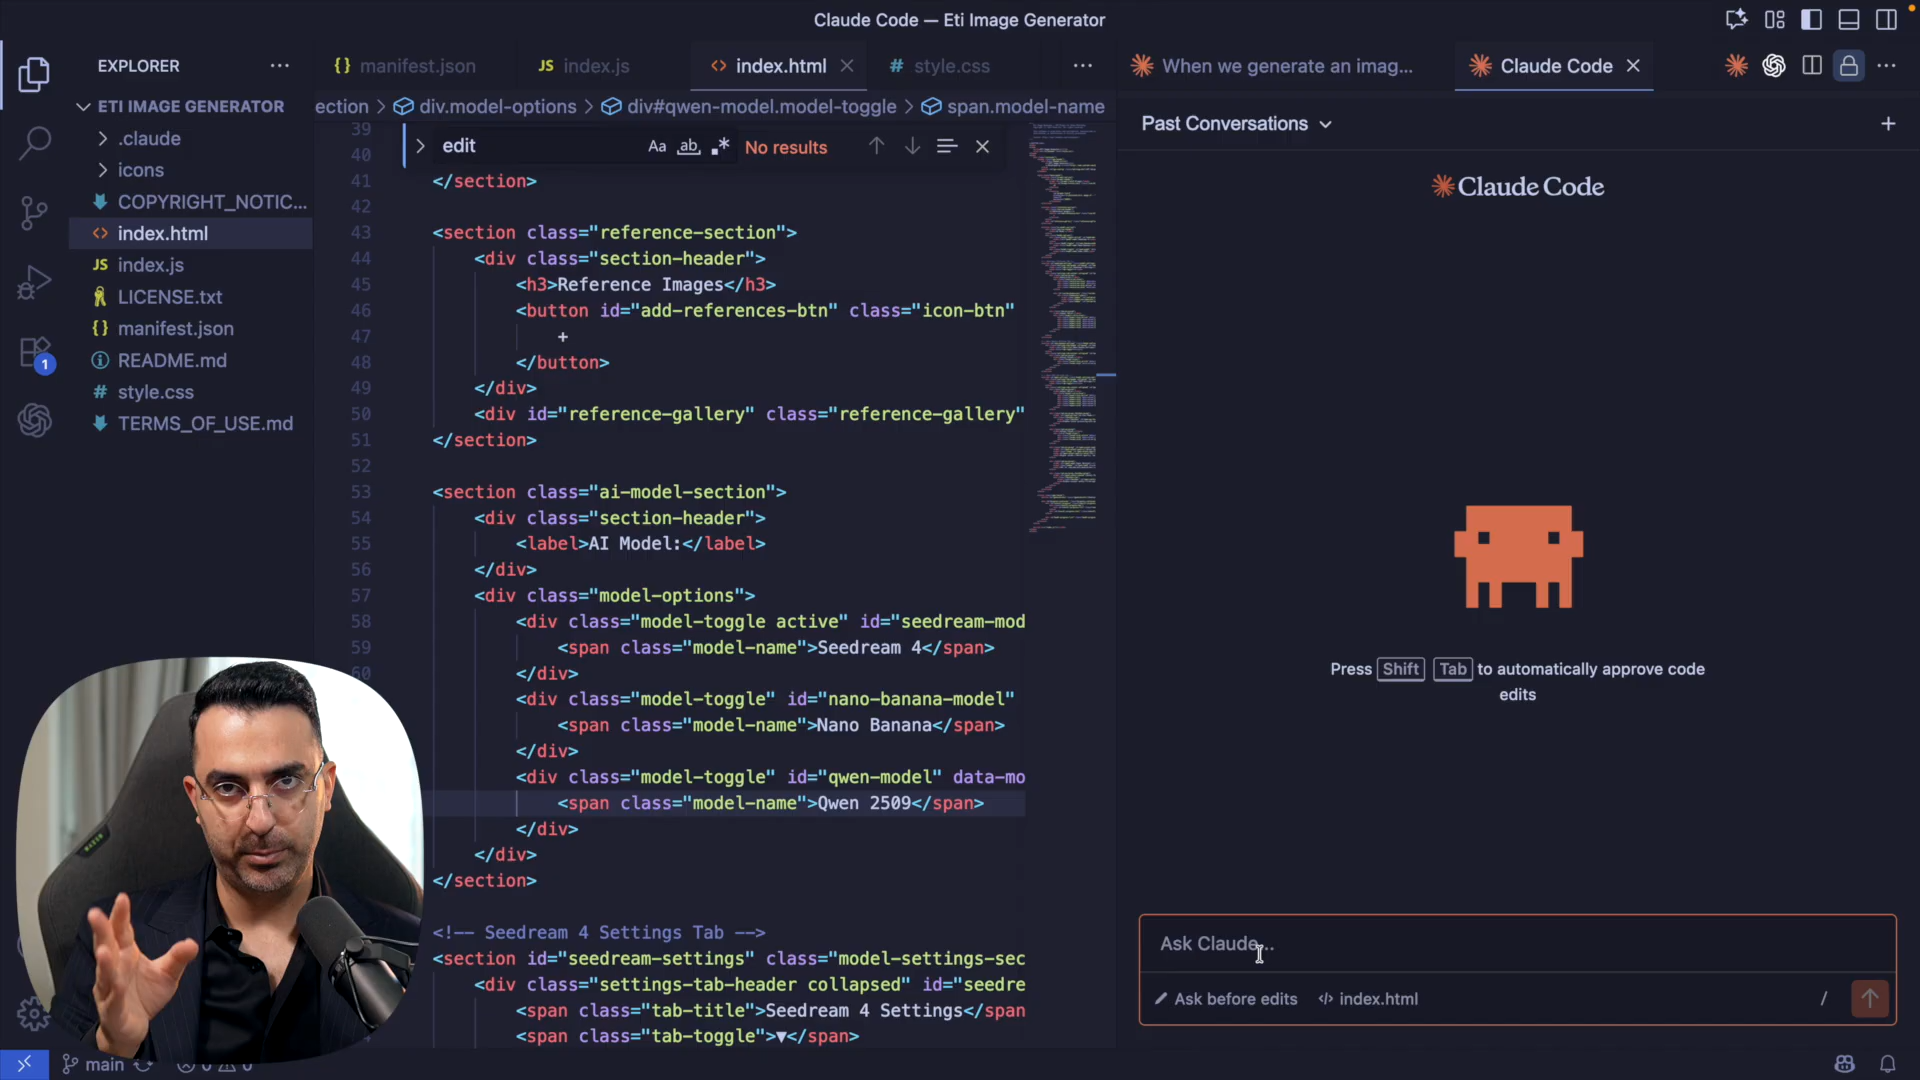 Claude Code — Eti Image Generator
EXPLORER
ETI IMAGE GENERATOR
.claude
icons
COPYRIGHT_NOTIC...
<> index.html
JS index.js
LICENSE.txt
{} manifest.json
README.md
# style.css
TERMS_OF_USE.md
1
{} manifest.json
JS index.js
<> index.html
# style.css
ection > div.model-options > div#qwen-model.model-toggle > span.model-name
edit
Aa
ab
.*
No results
39
40
41 </section>
42
43 <section class="reference-section">
44 <div class="section-header">
45 <h3>Reference Images</h3>
46 <button id="add-references-btn" class="icon-btn"
47 +
48 </button>
49 </div>
50 <div id="reference-gallery" class="reference-gallery"
51 </section>
52
53 <section class="ai-model-section">
54 <div class="section-header">
55 <label>AI Model:</label>
56 </div>
57 <div class="model-options">
58 <div class="model-toggle active" id="seedream-mod
59 <span class="model-name">Seedream 4</span>
60 </div>
<div class="model-toggle" id="nano-banana-model"
<span class="model-name">Nano Banana</span>
</div>
<div class="model-toggle" id="qwen-model" data-mo
<span class="model-name">Qwen 2509</span>
</div>
</div>
</section>
<!-- Seedream 4 Settings Tab -->
<section id="seedream-settings" class="model-settings-sec
<div class="settings-tab-header collapsed" id="seedre
<span class="tab-title">Seedream 4 Settings</span
<span class="tab-toggle">▼</span>
When we generate an imag...
Claude Code
Past Conversations
Claude Code
Press Shift Tab to automatically approve code
edits
Ask Claude...
Ask before edits
</> index.html
/
main
0
0